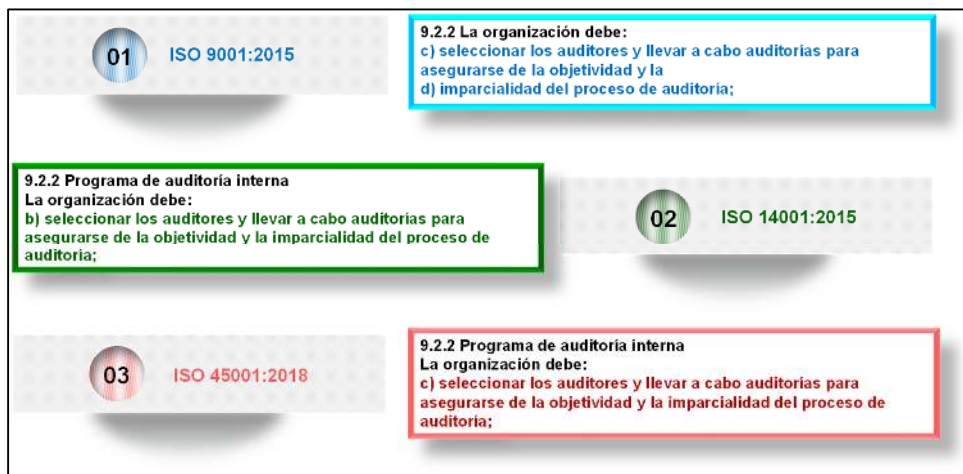 01
ISO 9001:2015
9.2.2 La organización debe:
c) seleccionar los auditores y llevar a cabo auditorías para
asegurarse de la objetividad y la
d) imparcialidad del proceso de auditoría;
9.2.2 Programa de auditoría interna
La organización debe:
b) seleccionar los auditores y llevar a cabo auditorías para
asegurarse de la objetividad y la imparcialidad del proceso de
auditoría;
02
ISO 14001:2015
03
ISO 45001:2018
9.2.2 Programa de auditoría interna
La organización debe:
c) seleccionar los auditores y llevar a cabo auditorías para
asegurarse de la objetividad y la imparcialidad del proceso de
auditoría;